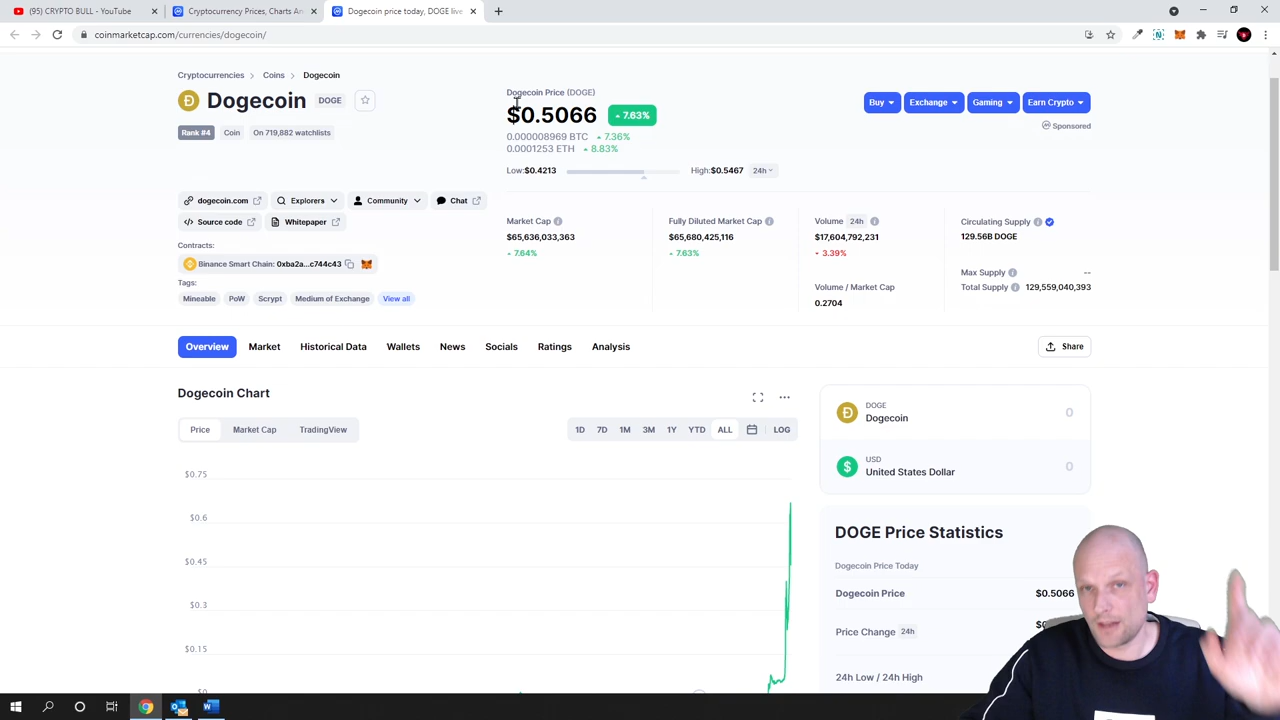 (95) CRYPTO BULL - YouTube
Cryptocurrency Prices, Charts An
Dogecoin price today, DOGE live
coinmarketcap.com/currencies/dogecoin/
Cryptocurrencies > Coins > Dogecoin
Dogecoin DOGE
Rank #4 Coin On 719,882 watchlists
dogecoin.com Explorers Community Chat
Source code Whitepaper
Contracts:
Binance Smart Chain: 0xba2a...c744c43
Tags:
Mineable PoW Scrypt Medium of Exchange View all
Dogecoin Price (DOGE)
$0.5066 7.63%
0.000008969 BTC 7.36%
0.0001253 ETH 8.83%
Low:$0.4213 High:$0.5467 24h
Buy Exchange Gaming Earn Crypto
Sponsored
Market Cap
$65,636,033,363
7.64%
Fully Diluted Market Cap
$65,680,425,116
7.63%
Volume 24h
$17,604,792,231
3.39%
Volume / Market Cap
0.2704
Circulating Supply
129.56B DOGE
Max Supply --
Total Supply 129,559,040,393
Overview Market Historical Data Wallets News Socials Ratings Analysis
Share
Dogecoin Chart
Price Market Cap TradingView
1D 7D 1M 3M 1Y YTD ALL LOG
$0.75
$0.6
$0.45
$0.3
$0.15
$0
DOGE
Dogecoin 0
USD
United States Dollar 0
DOGE Price Statistics
Dogecoin Price Today
Dogecoin Price $0.5066
Price Change 24h
24h Low / 24h High